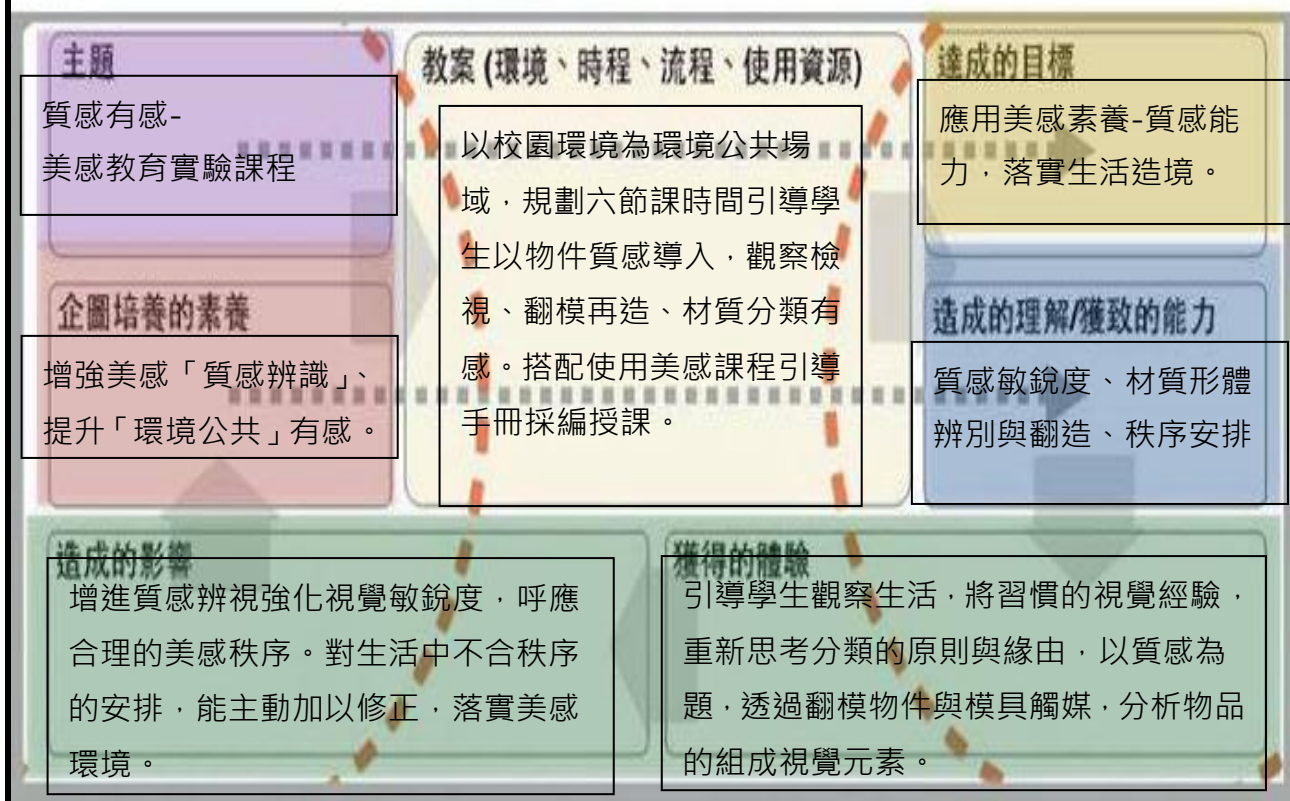 主題
質感有感-
美感教育實驗課程
教案 (環境、時程、流程、使用資源)
以校園環境為環境公共場
域，規劃六節課時間引導學
生以物件質感導入，觀察檢
視、翻模再造、材質分類有
感。搭配使用美感課程引導
手冊採編授課。
達成的目標
應用美感素養-質感能
力，落實生活造境。
企圖培養的素養
增強美感「質感辨識」、
提升「環境公共」有感。
造成的理解/獲致的能力
質感敏銳度、材質形體
辨別與翻造、秩序安排
造成的影響
增進質感辨視強化視覺敏銳度，呼應
合理的美感秩序。對生活中不合秩序
的安排，能主動加以修正，落實美感
環境。
獲得的體驗
引導學生觀察生活，將習慣的視覺經驗，
重新思考分類的原則與緣由，以質感為
題，透過翻模物件與模具觸媒，分析物品
的組成視覺元素。